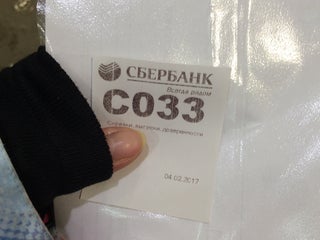 СБЕРБАНК
Всегда рядом
С033
Справки, выписки, доверенности
04.02.2017